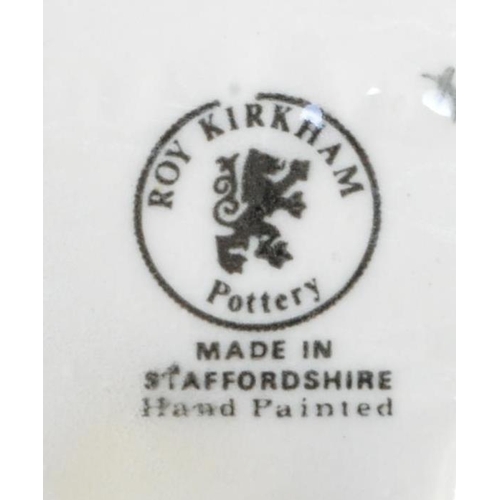 ROY KIRKHAM
Pottery
MADE IN
STAFFORDSHIRE
Hand Painted